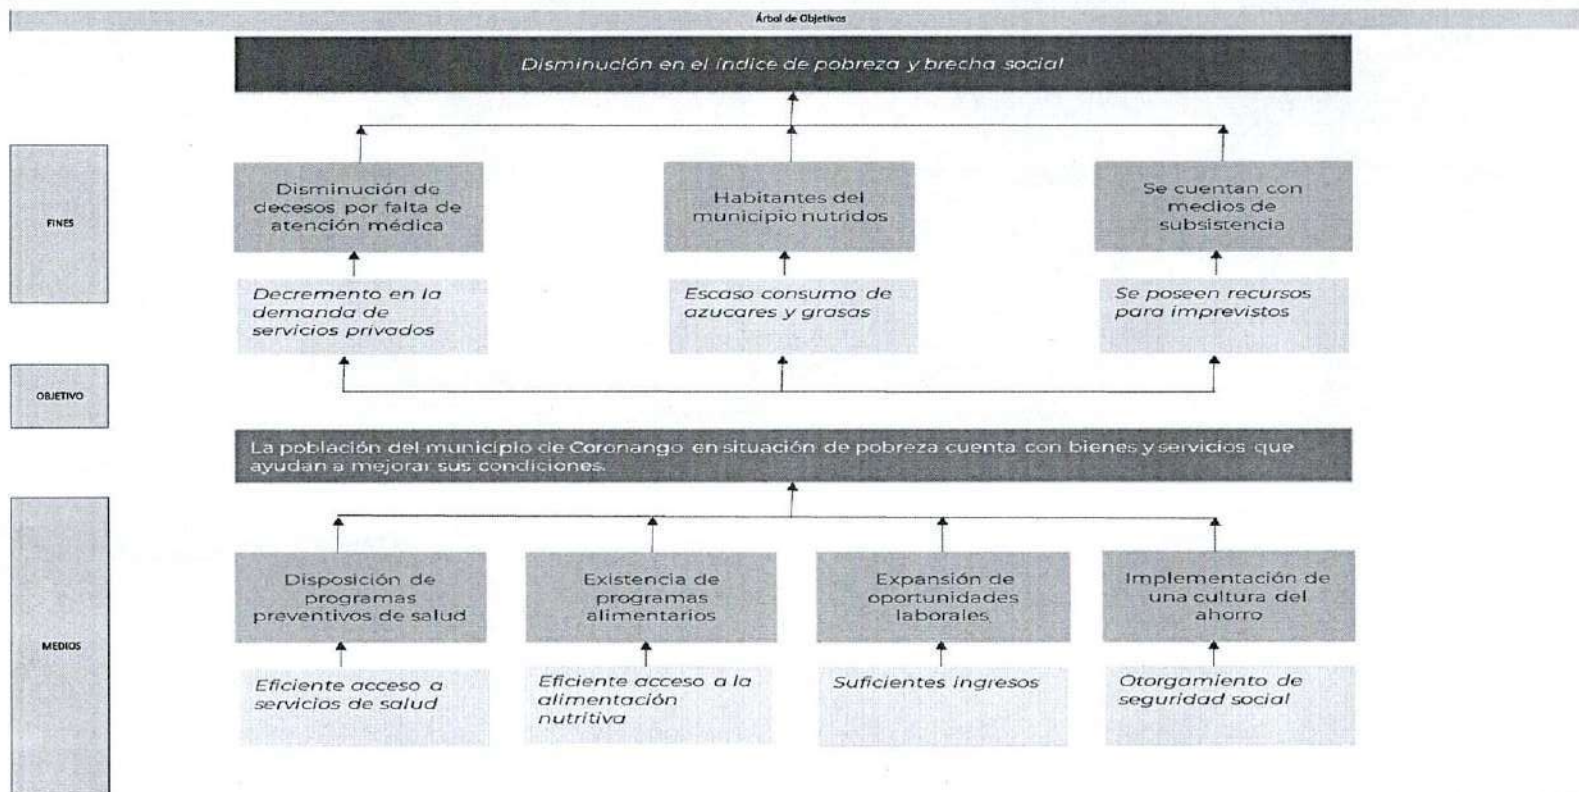 Árbol de Objetivos
Disminución en el índice de pobreza y brecha social
FINES
Disminución de
decesos por falta de
atención médica
Habitantes del
municipio nutridos
Se cuentan con
medios de
subsistencia
Decremento en la
demanda de
servicios privados
Escaso consumo de
azucares y grasas
Se poseen recursos
para imprevistos
OBJETIVO
La población del municipio de Coronango en situación de pobreza cuenta con bienes y servicios que
ayudan a mejorar sus condiciones.
MEDIOS
Disposición de
programas
preventivos de salud
Existencia de
programas
alimentarios
Expansión de
oportunidades
laborales
Implementación de
una cultura del
ahorro
Eficiente acceso a
servicios de salud
Eficiente acceso a la
alimentación
nutritiva
Suficientes ingresos
Otorgamiento de
seguridad social